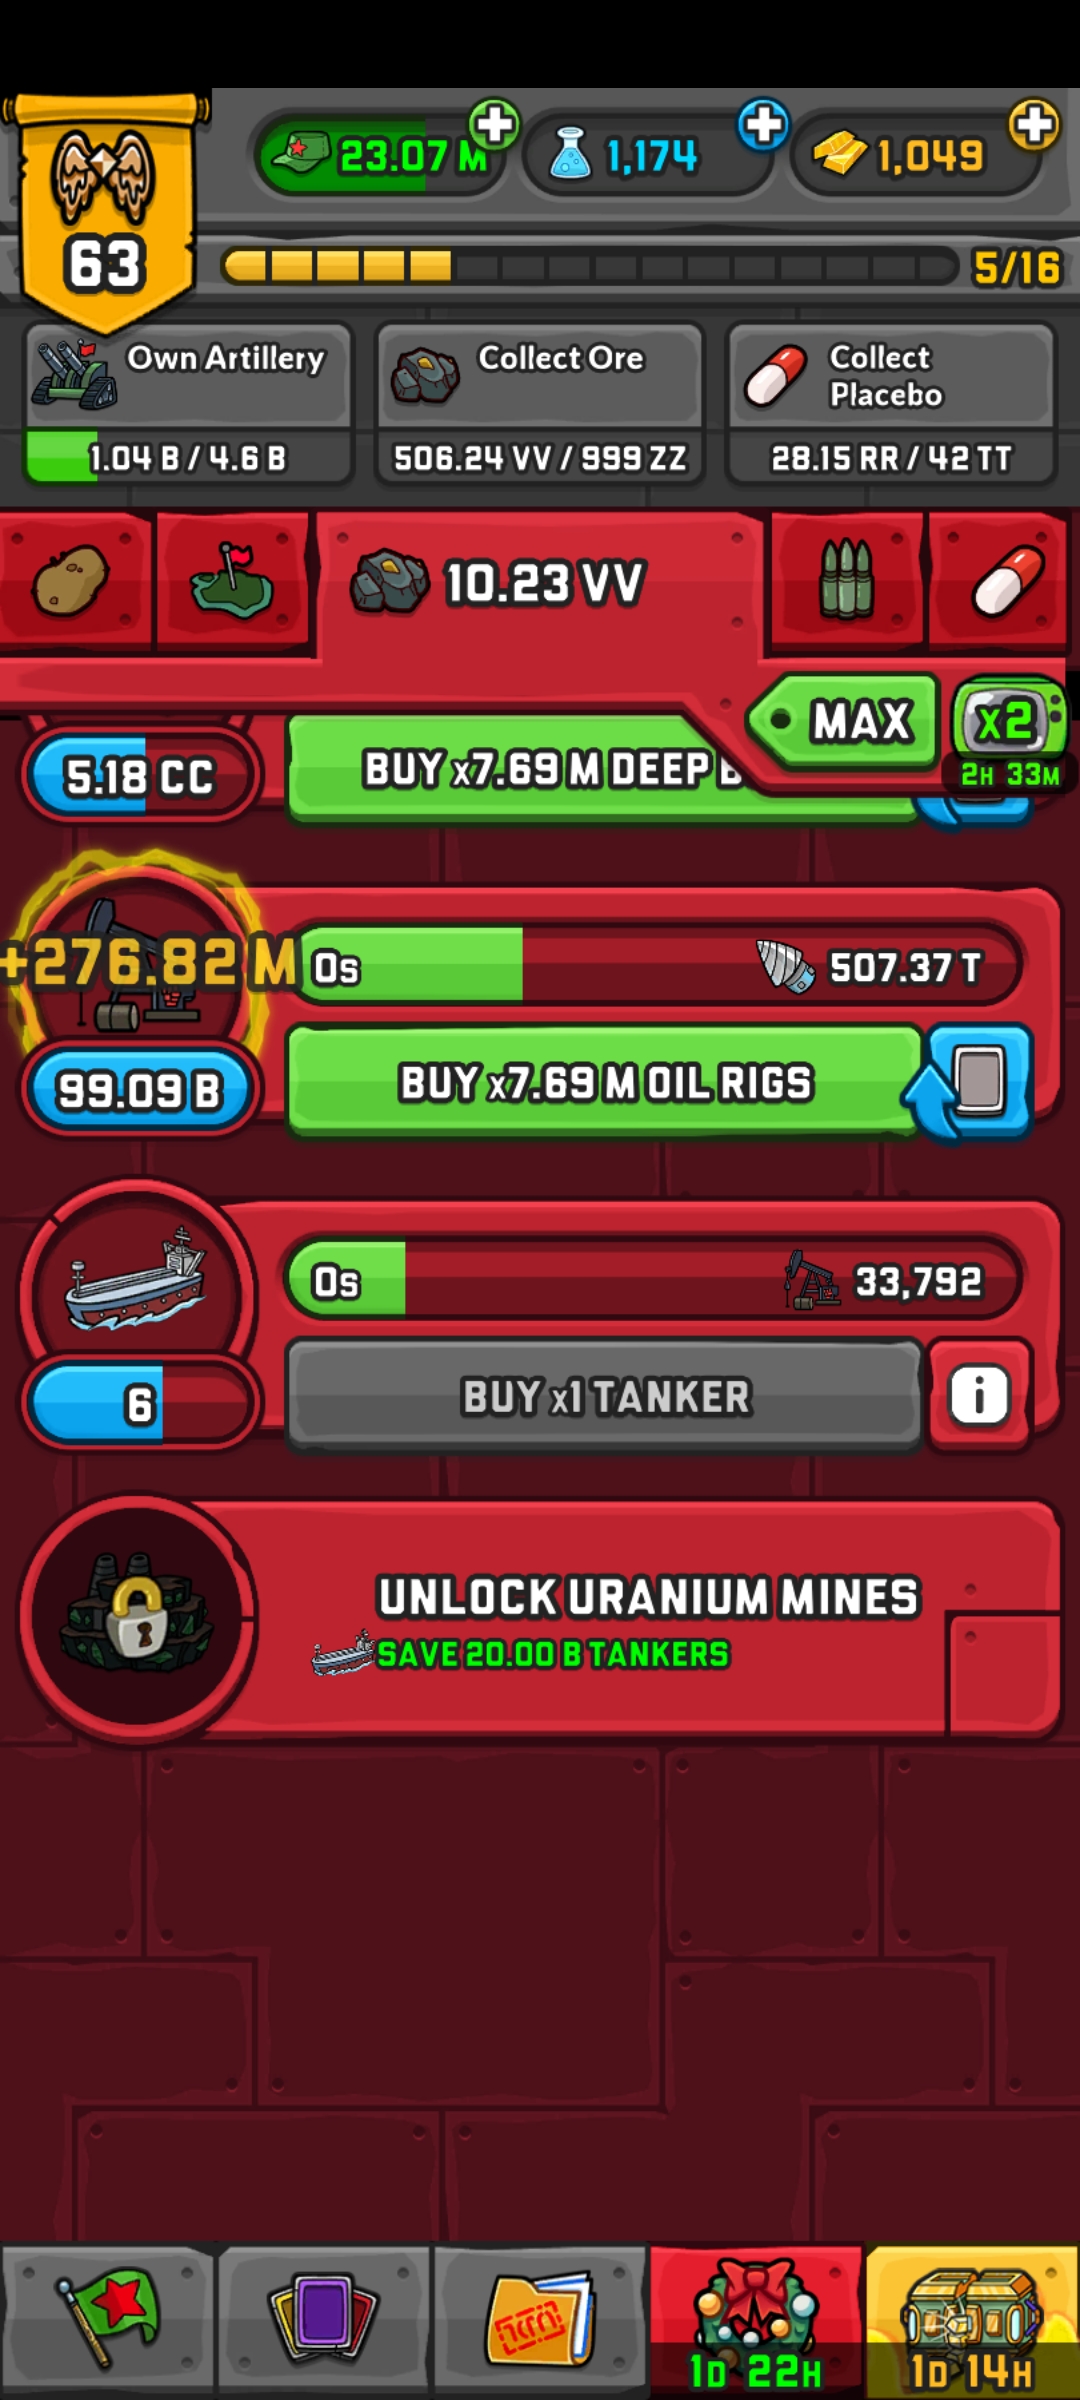 23.07 M
1,174
1,049
63
5/16
Own Artillery
1.04 B / 4.6 B
Collect Ore
506.24 VV / 999 ZZ
Collect
Placebo
28.15 RR / 42 TT
10.23 VV
MAX
x2
2H 33M
5.18 CC
BUY x7.69 M DEEP
+276.82 M
0s
507.37 T
99.09 B
BUY x7.69 M OIL RIGS
0s
33,792
6
BUY x1 TANKER
i
UNLOCK URANIUM MINES
SAVE 20.00 B TANKERS
1D 22H
1D 14H